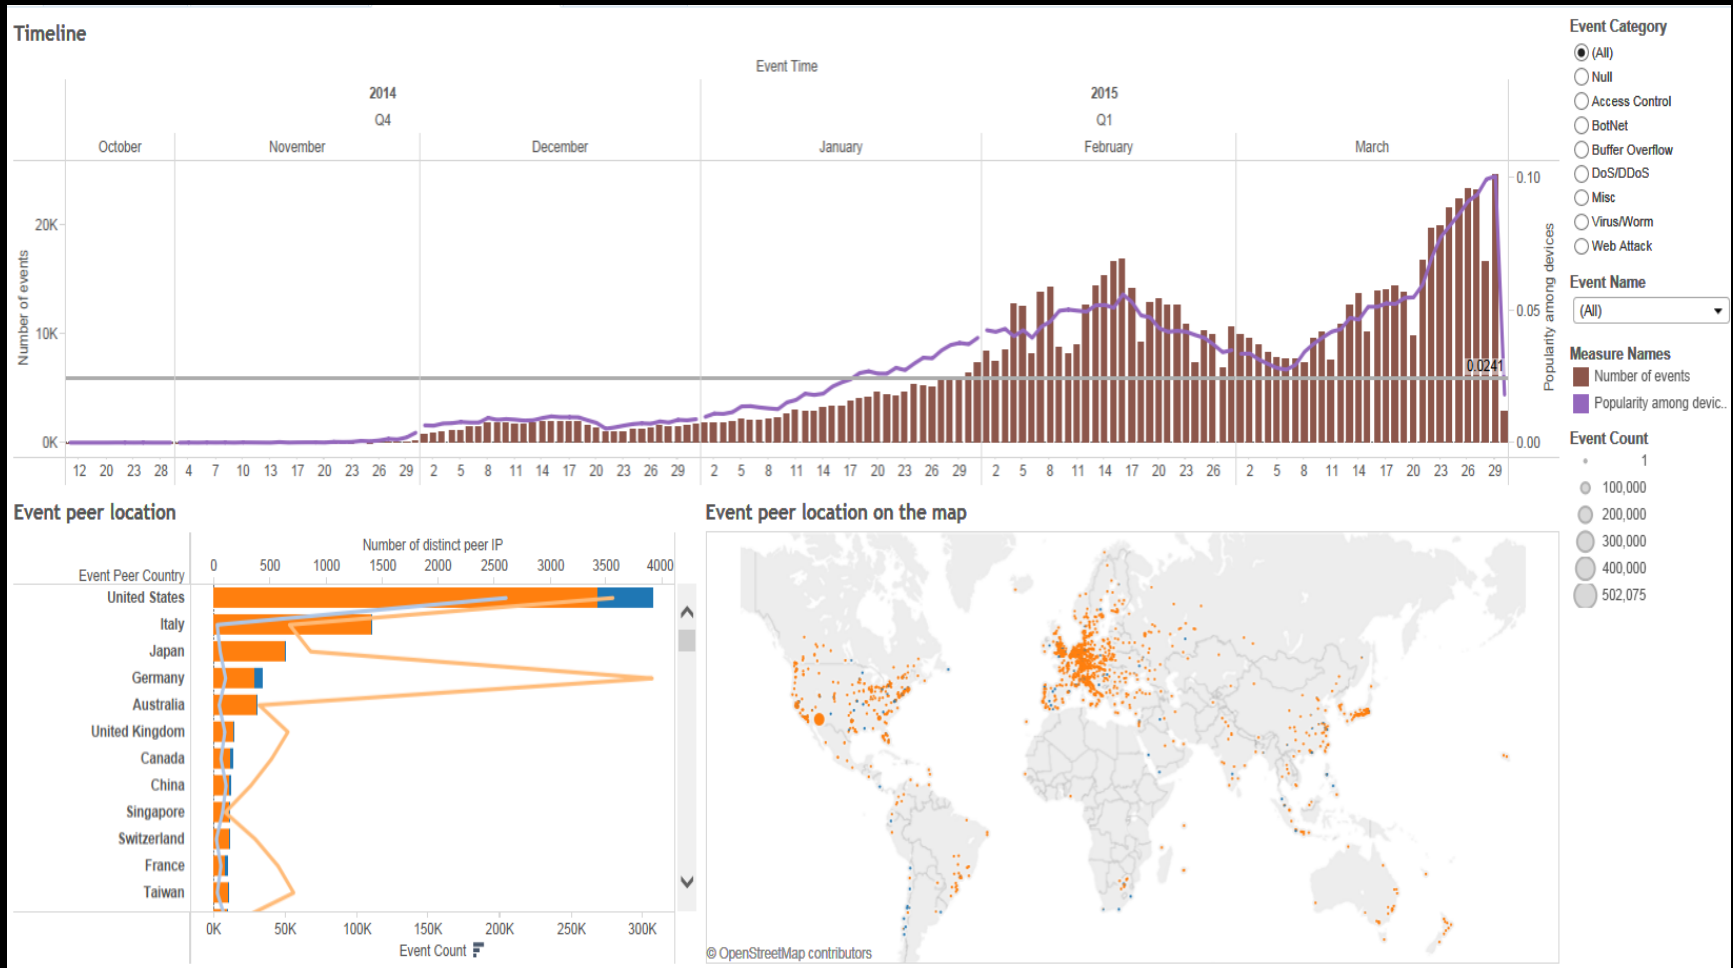 Timeline
Event Time
2014
2015
Q4
Q1
October November December January February March
Number of events
20K
10K
0K
0.10
0.05
0.00
Popularity among devices
0.0241
12 20 23 28 4 7 10 13 17 20 23 26 29 2 5 8 11 14 17 20 23 26 29 2 5 8 11 14 17 20 23 26 29 2 5 8 11 14 17 20 23 26 2 5 8 11 14 17 20 23 26 29
Event Category
(All)
Null
Access Control
BotNet
Buffer Overflow
DoS/DDoS
Misc
Virus/Worm
Web Attack
Event Name
(All)
Measure Names
Number of events
Popularity among devic..
Event Count
1
100,000
200,000
300,000
400,000
502,075
Event peer location
Number of distinct peer IP
Event Peer Country
0 500 1000 1500 2000 2500 3000 3500 4000
United States
Italy
Japan
Germany
Australia
United Kingdom
Canada
China
Singapore
Switzerland
France
Taiwan
0K 50K 100K 150K 200K 250K 300K
Event Count
Event peer location on the map
© OpenStreetMap contributors